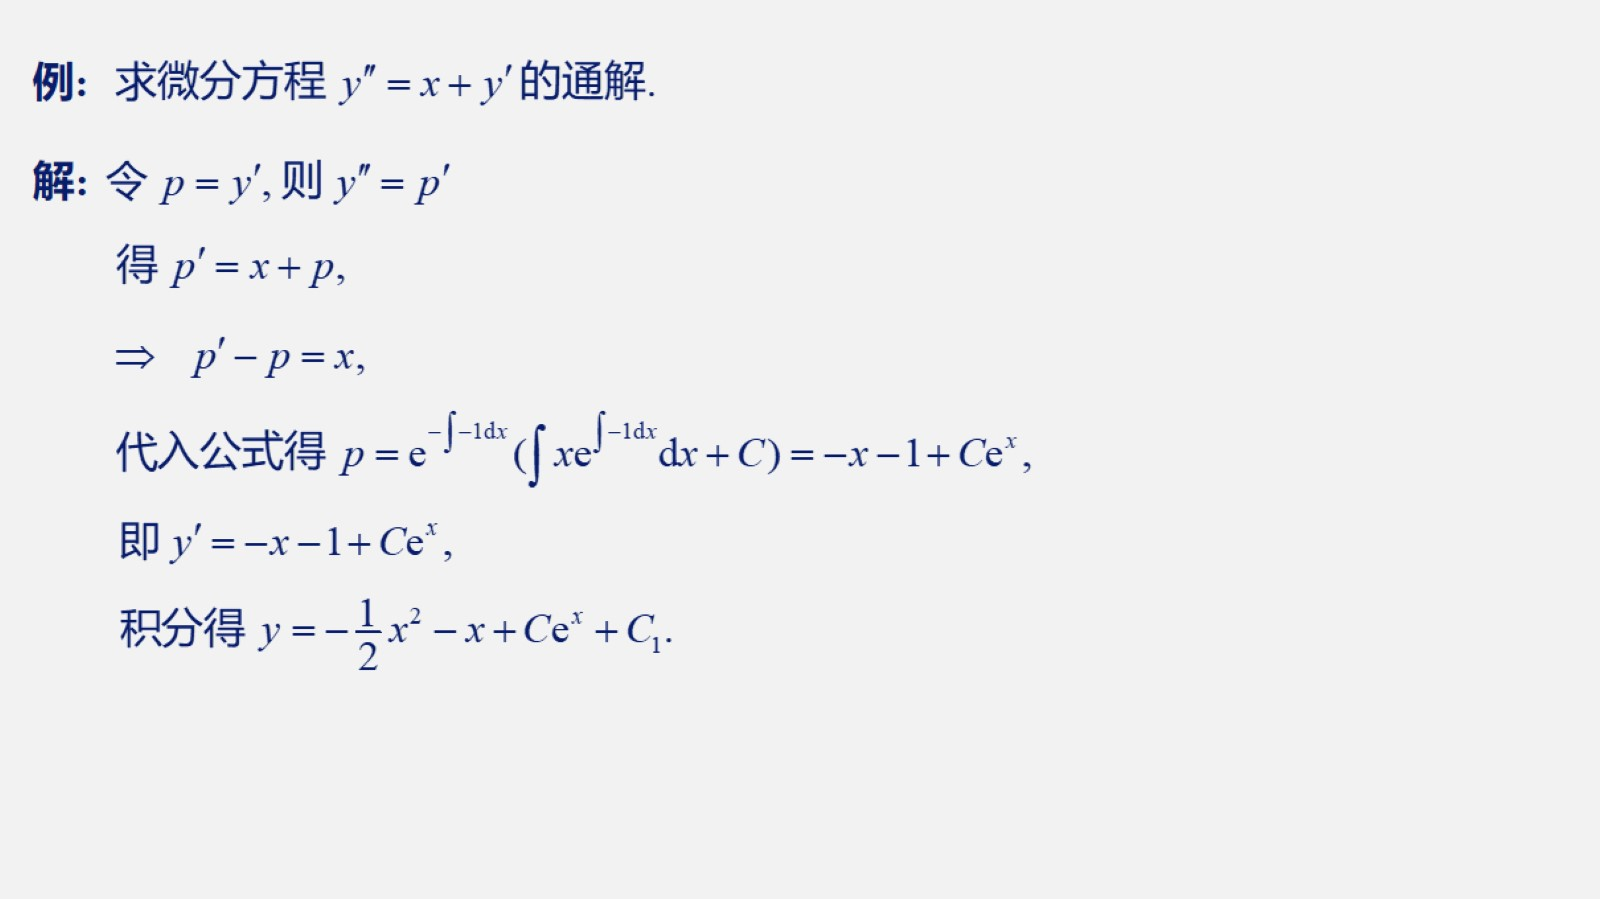 例: 求微分方程 y″ = x + y′ 的通解.
解: 令 p = y′, 则 y″ = p′
得 p′ = x + p,
⇒ p′ − p = x,
代入公式得 p = e^{−∫−1dx} (∫ xe^{∫−1dx} dx + C) = −x − 1 + Ce^x ,
即 y′ = −x − 1 + Ce^x ,
积分得 y = −\frac{1}{2}x² − x + Ce^x + C₁.